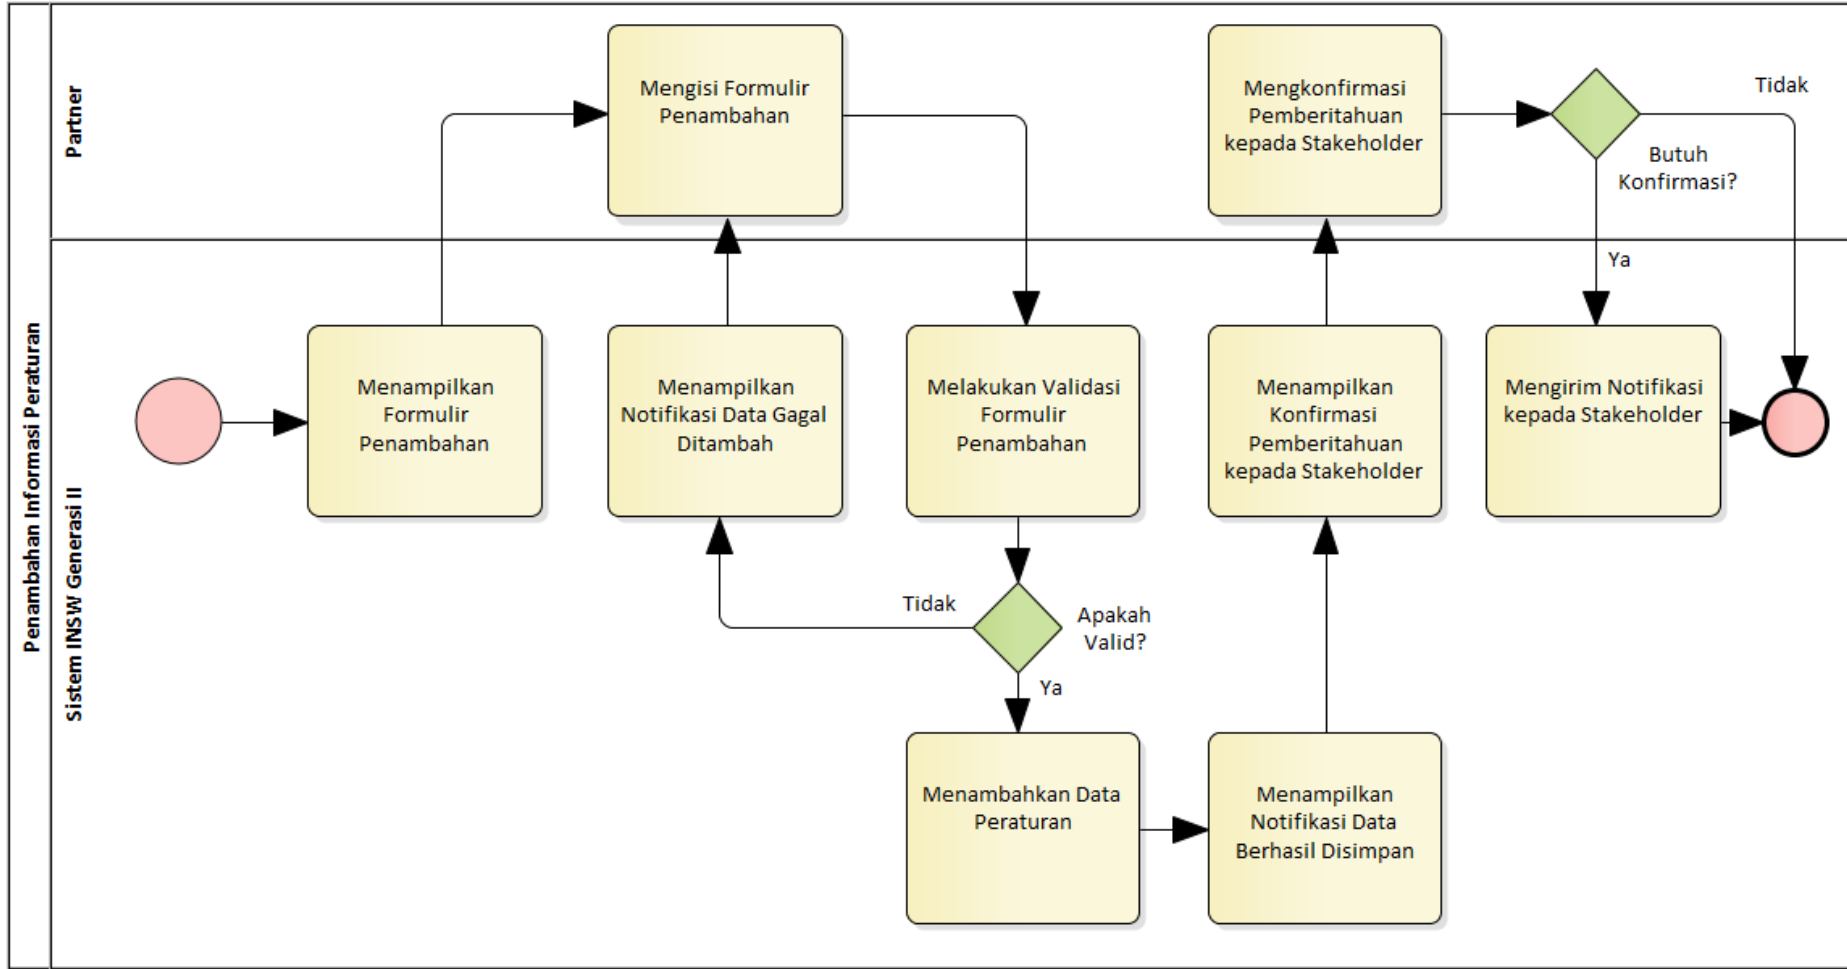 Penambahan Informasi Peraturan
Partner
Mengisi Formulir
Penambahan
Mengkonfirmasi
Pemberitahuan
kepada Stakeholder
Tidak
Butuh
Konfirmasi?
Ya
Sistem INSW Generasi II
Menampilkan
Formulir
Penambahan
Menampilkan
Notifikasi Data Gagal
Ditambah
Melakukan Validasi
Formulir
Penambahan
Menampilkan
Konfirmasi
Pemberitahuan
kepada Stakeholder
Mengirim Notifikasi
kepada Stakeholder
Tidak
Apakah
Valid?
Ya
Menambahkan Data
Peraturan
Menampilkan
Notifikasi Data
Berhasil Disimpan